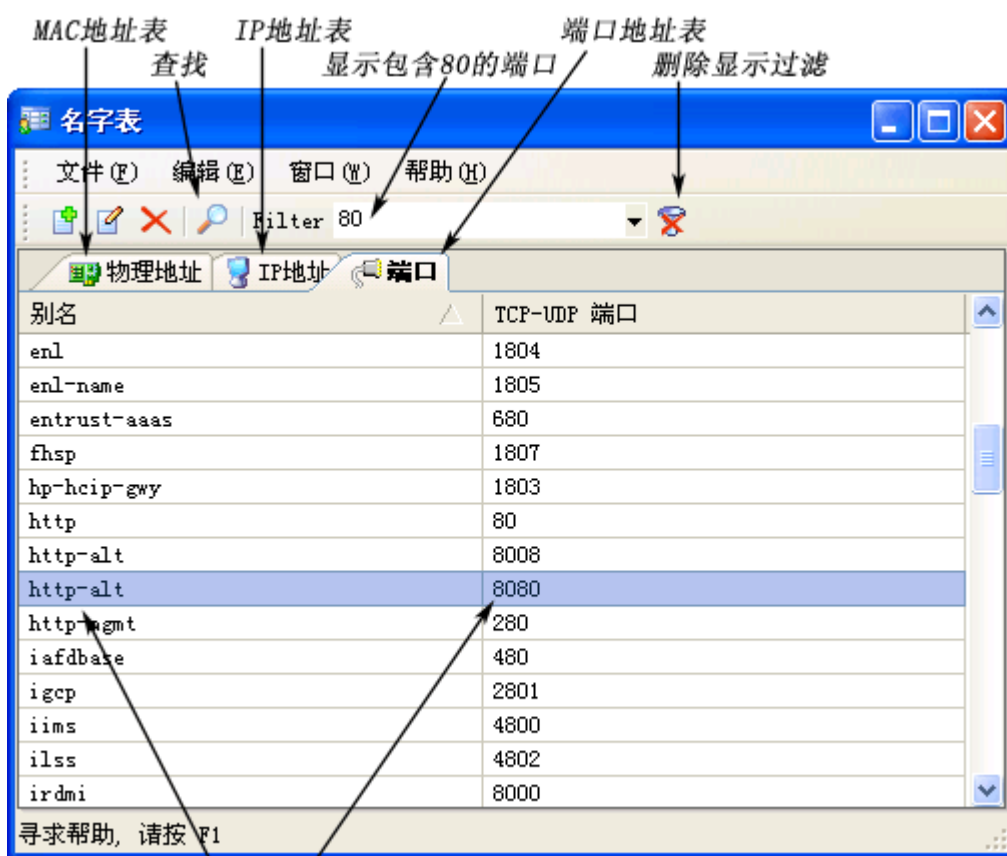 MAC地址表 IP地址表 端口地址表
查找 显示包含80的端口 删除显示过滤
名字表
文件(F) 编辑(E) 窗口(W) 帮助(H)
Filter 80
物理地址 IP地址 端口
别名 TCP-UDP 端口
enl 1804
enl-name 1805
entrust-aaas 680
fhsp 1807
hp-hcip-gwy 1803
http 80
http-alt 8008
http-alt 8080
http-mgmt 280
iafdbase 480
igcp 2801
iims 4800
ilss 4802
irdmi 8000
寻求帮助, 请按 F1